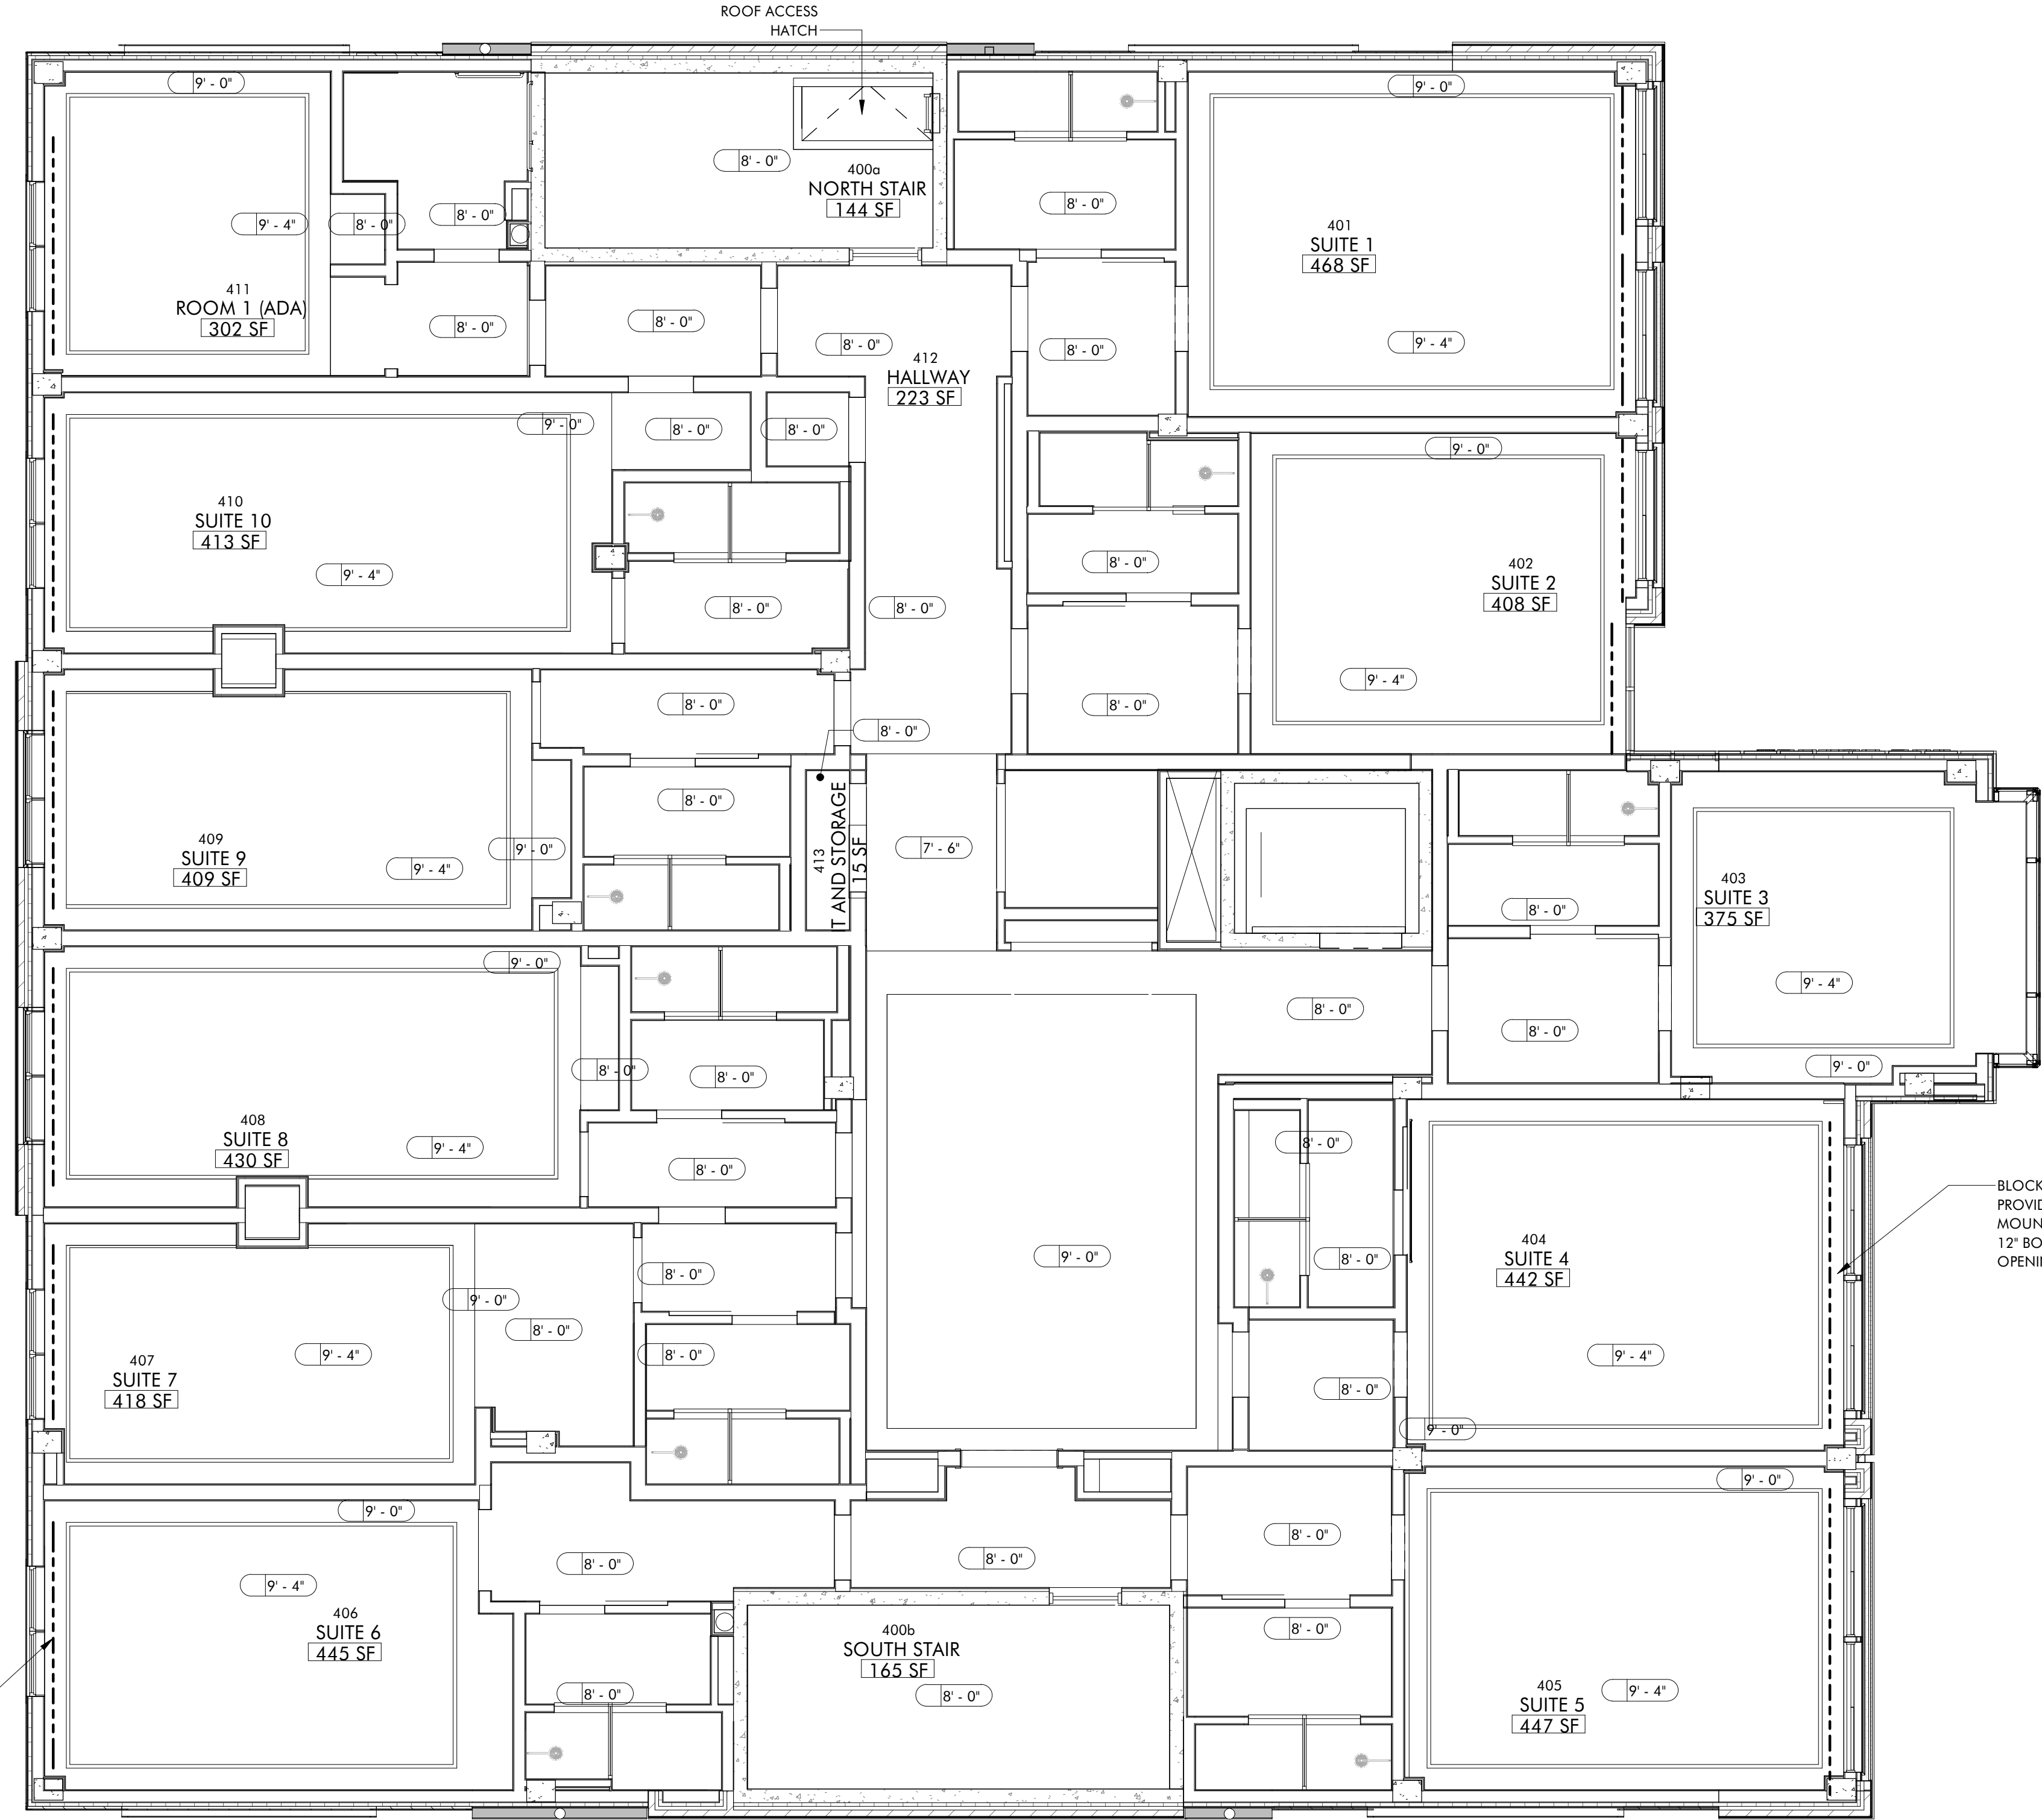 ROOF ACCESS
HATCH
9' - 0"
9' - 0"
8' - 0"
400a
NORTH STAIR
144 SF
8' - 0"
8' - 0"
9' - 4"
8' - 0"
401
SUITE 1
468 SF
411
ROOM 1 (ADA)
302 SF
8' - 0"
8' - 0"
8' - 0"
8' - 0"
9' - 4"
412
HALLWAY
223 SF
9' - 0"
8' - 0"
8' - 0"
9' - 0"
410
SUITE 10
413 SF
9' - 4"
8' - 0"
8' - 0"
8' - 0"
402
SUITE 2
408 SF
9' - 4"
8' - 0"
8' - 0"
8' - 0"
8' - 0"
409
SUITE 9
409 SF
9' - 4"
9' - 0"
413
IT AND STORAGE
15 SF
7' - 6"
8' - 0"
403
SUITE 3
375 SF
9' - 4"
9' - 0"
8' - 0"
8' - 0"
9' - 0"
8' - 0"
8' - 0"
408
SUITE 8
430 SF
9' - 4"
8' - 0"
8' - 0"
BLOCK
PROVID
MOUN
12" BO
OPENI
9' - 0"
8' - 0"
404
SUITE 4
442 SF
8' - 0"
9' - 0"
8' - 0"
407
SUITE 7
418 SF
9' - 4"
8' - 0"
8' - 0"
9' - 4"
9' - 0"
9' - 0"
9' - 0"
8' - 0"
8' - 0"
8' - 0"
9' - 4"
406
SUITE 6
445 SF
400b
SOUTH STAIR
165 SF
8' - 0"
8' - 0"
8' - 0"
405
SUITE 5
447 SF
9' - 4"